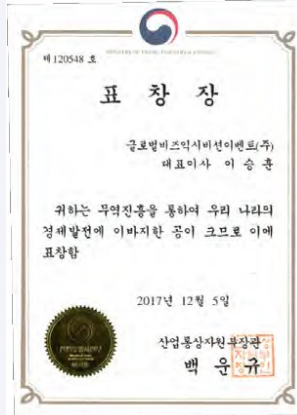 제 120548 호
표 창 장
글로벌비즈익시비션이벤트(주)
대표이사 이 승 훈
귀하는 무역진흥을 통하여 우리 나라의
경제발전에 이바지한 공이 크므로 이에
표창함
2017년 12월 5일
산업통상자원부장관
백 운 규